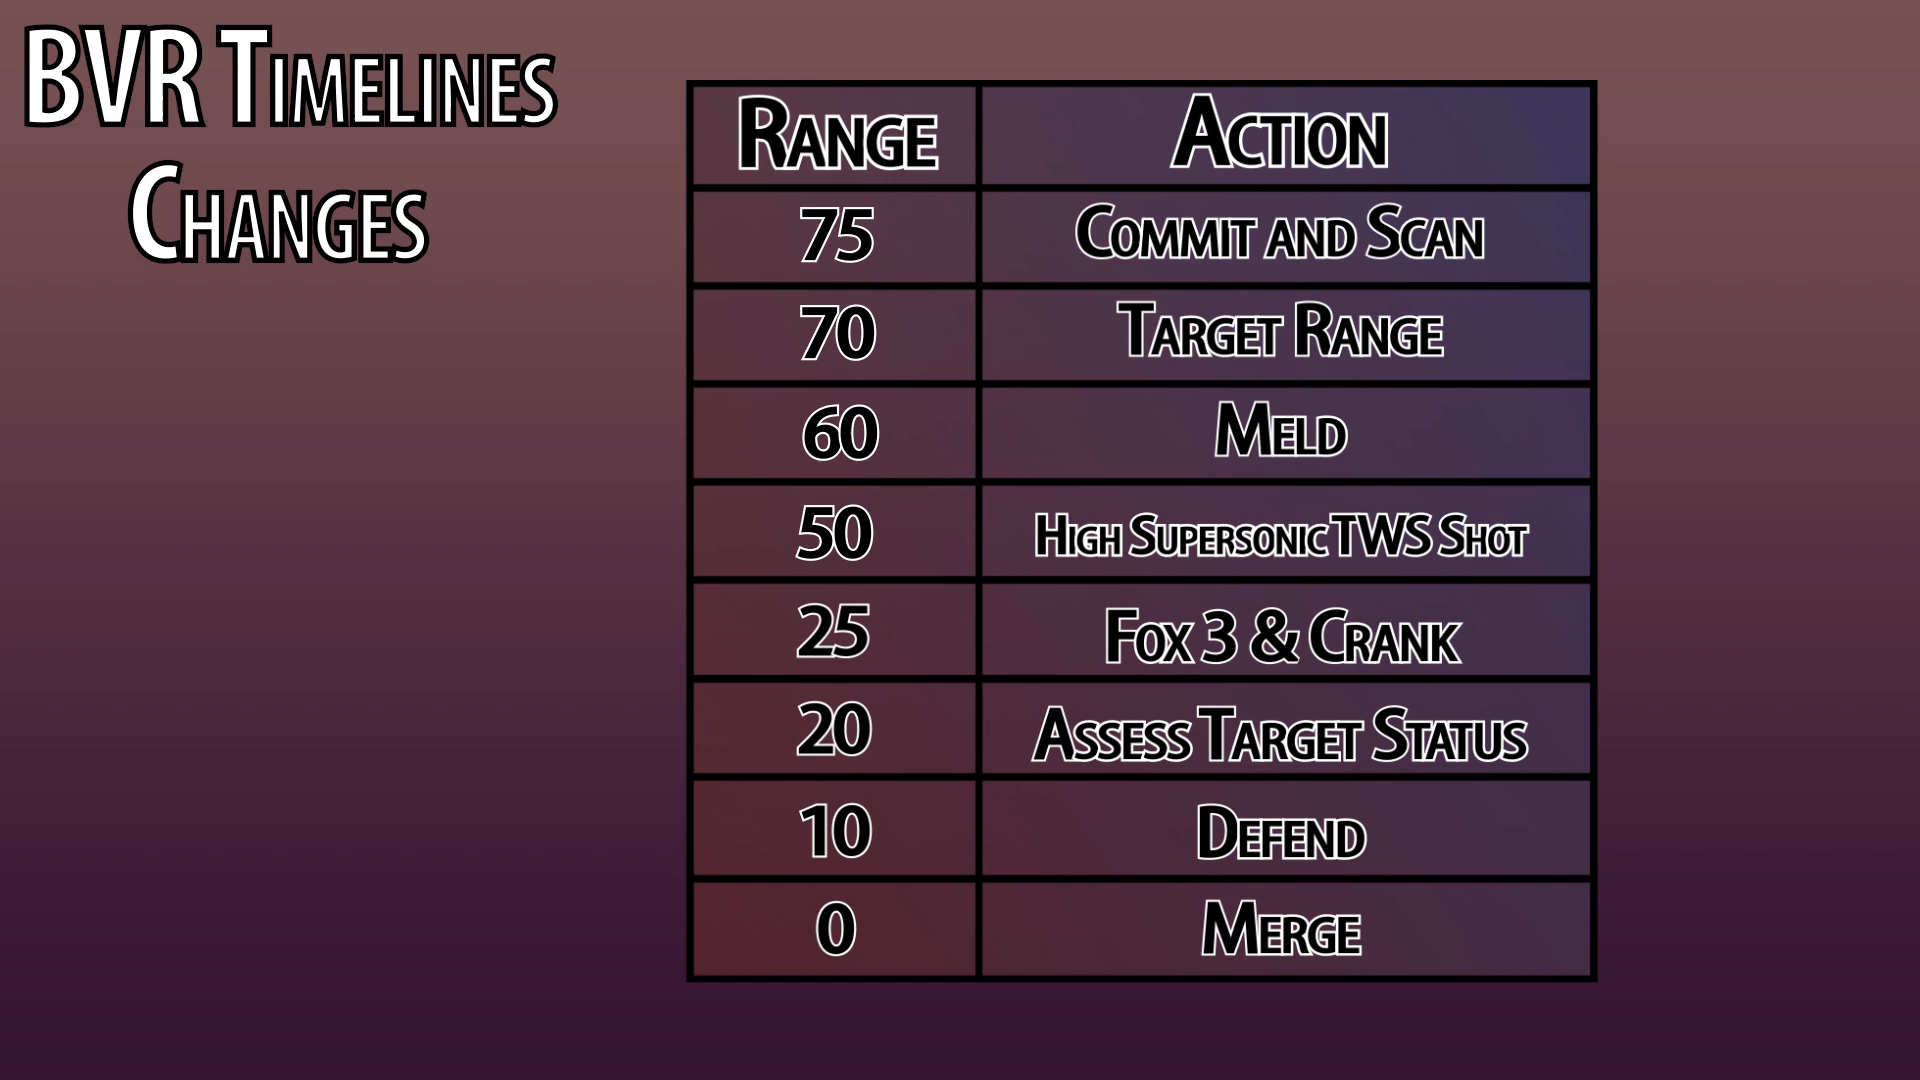 BVR Timelines
Changes
Range Action
75 Commit and Scan
70 Target Range
60 Meld
50 High Supersonic TWS Shot
25 Fox 3 & Crank
20 Assess Target Status
10 Defend
0 Merge